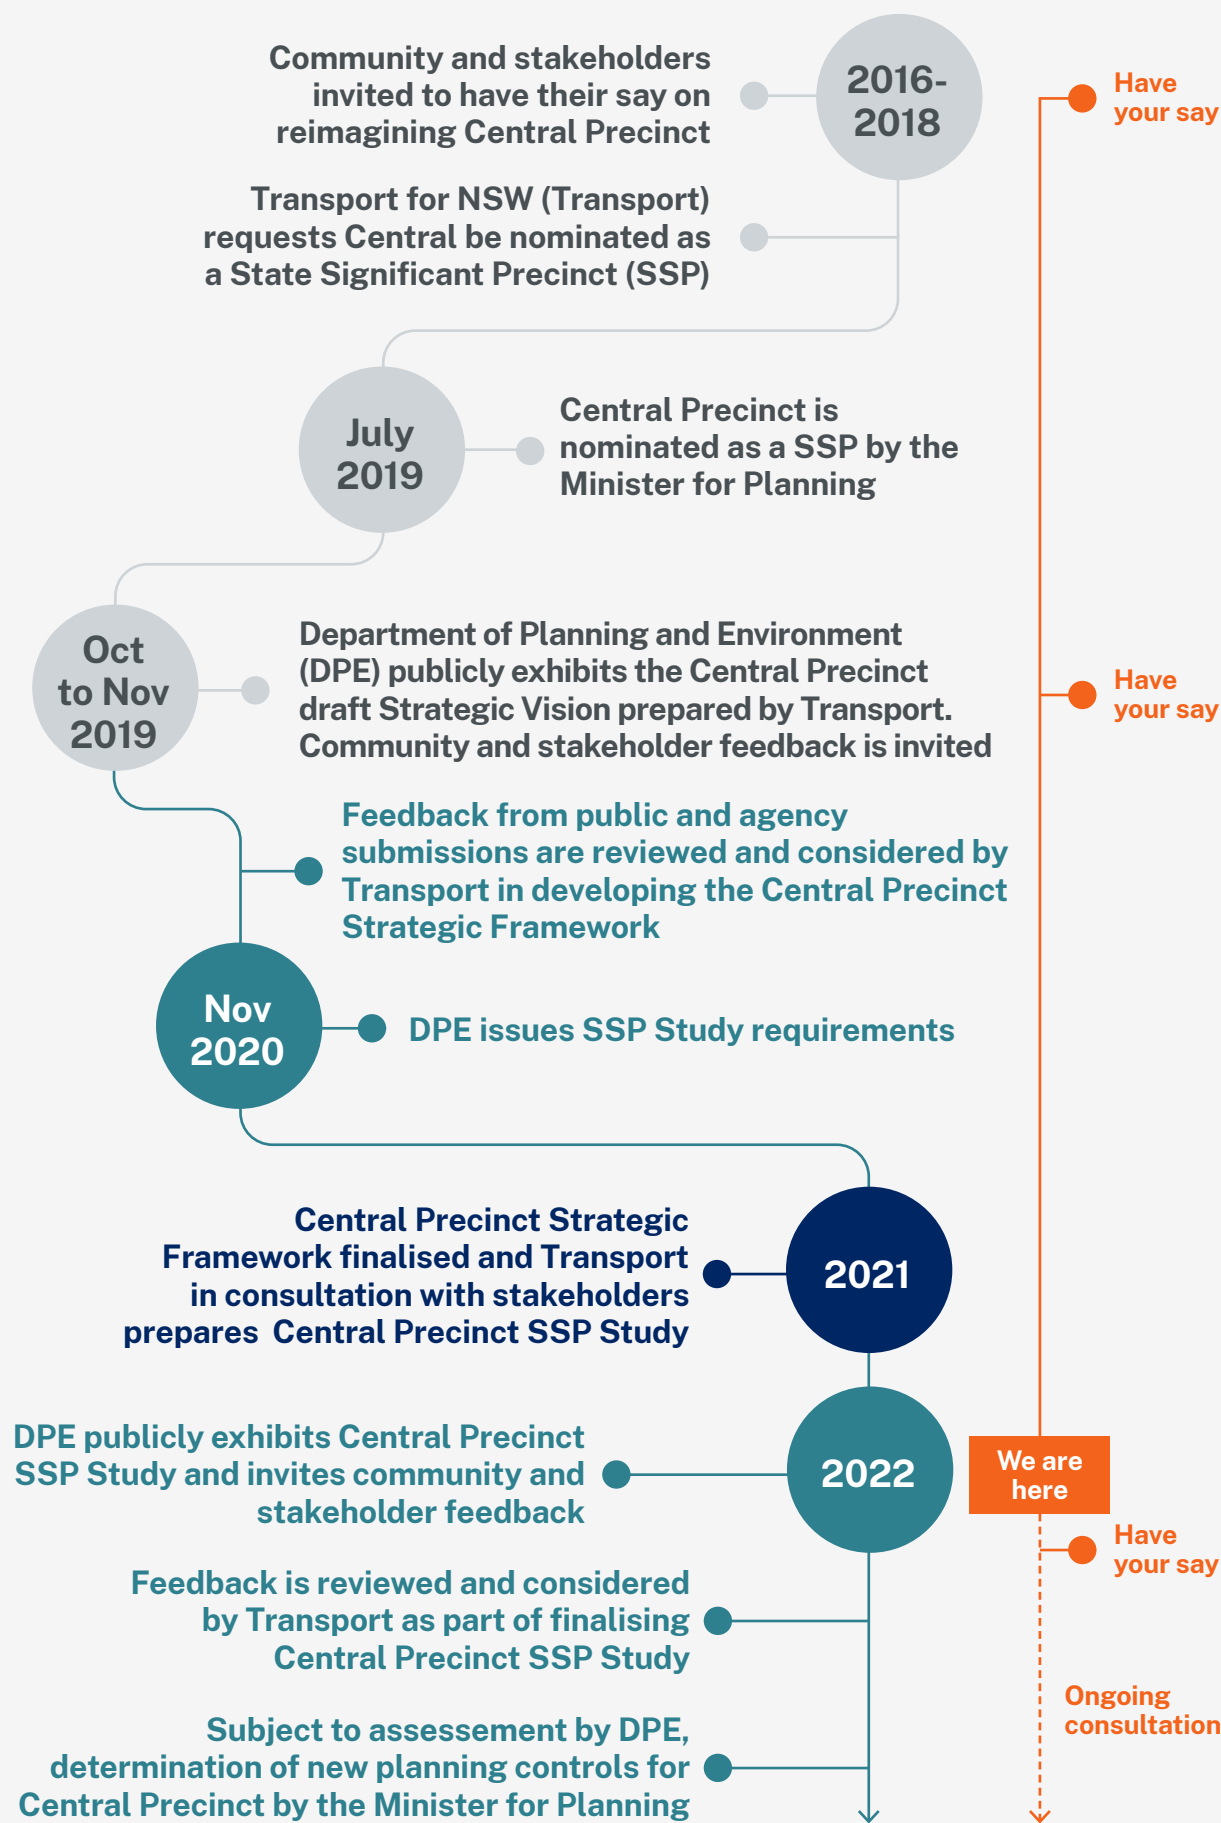 Community and stakeholders
invited to have their say on
reimagining Central Precinct
2016-
2018
Have
your say
Transport for NSW (Transport)
requests Central be nominated as
a State Significant Precinct (SSP)
July
2019
Central Precinct is
nominated as a SSP by the
Minister for Planning
Oct
to Nov
2019
Department of Planning and Environment
(DPE) publicly exhibits the Central Precinct
draft Strategic Vision prepared by Transport.
Community and stakeholder feedback is invited
Have
your say
Feedback from public and agency
submissions are reviewed and considered by
Transport in developing the Central Precinct
Strategic Framework
Nov
2020
DPE issues SSP Study requirements
Central Precinct Strategic
Framework finalised and Transport
in consultation with stakeholders
prepares Central Precinct SSP Study
2021
DPE publicly exhibits Central Precinct
SSP Study and invites community and
stakeholder feedback
2022
We are
here
Have
your say
Feedback is reviewed and considered
by Transport as part of finalising
Central Precinct SSP Study
Ongoing
consultation
Subject to assessement by DPE,
determination of new planning controls for
Central Precinct by the Minister for Planning